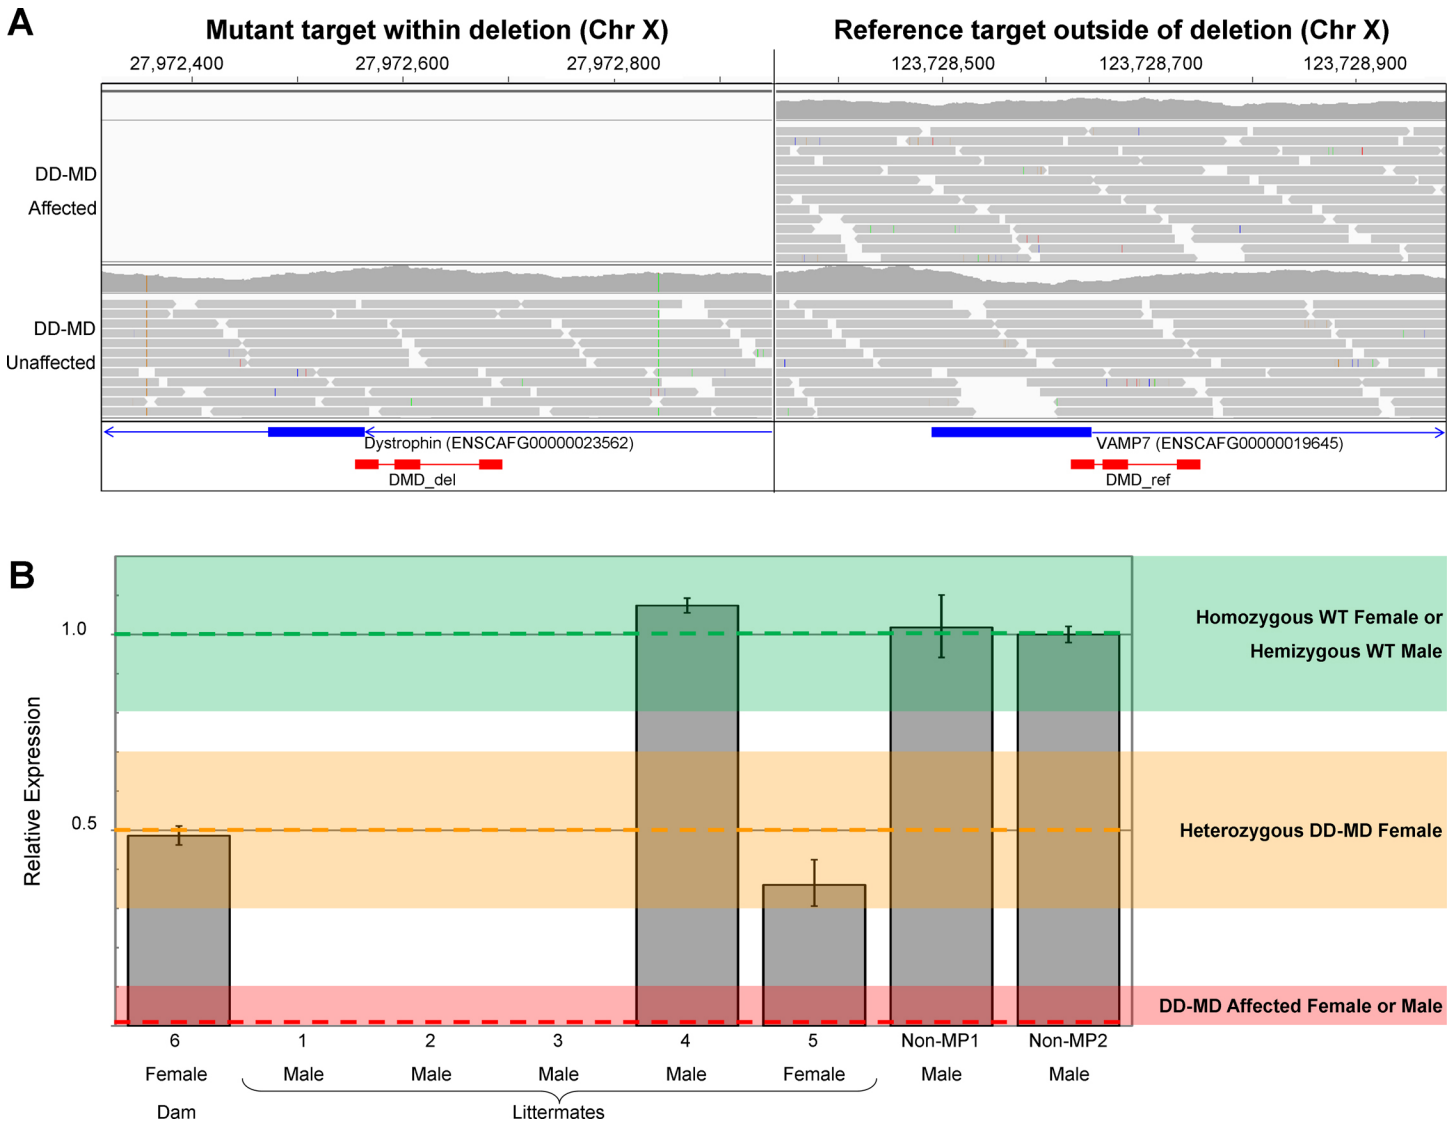 A
Mutant target within deletion (Chr X)
Reference target outside of deletion (Chr X)
27,972,400 27,972,600 27,972,800
123,728,500 123,728,700 123,728,900
DD-MD
Affected
DD-MD
Unaffected
Dystrophin (ENSCAFG00000023562)
VAMP7 (ENSCAFG00000019645)
DMD_del
DMD_ref
B
Relative Expression
1.0
0.5
Homozygous WT Female or
Hemizygous WT Male
Heterozygous DD-MD Female
DD-MD Affected Female or Male
6 1 2 3 4 5 Non-MP1 Non-MP2
Female Male Male Male Male Female Male Male
Dam Littermates